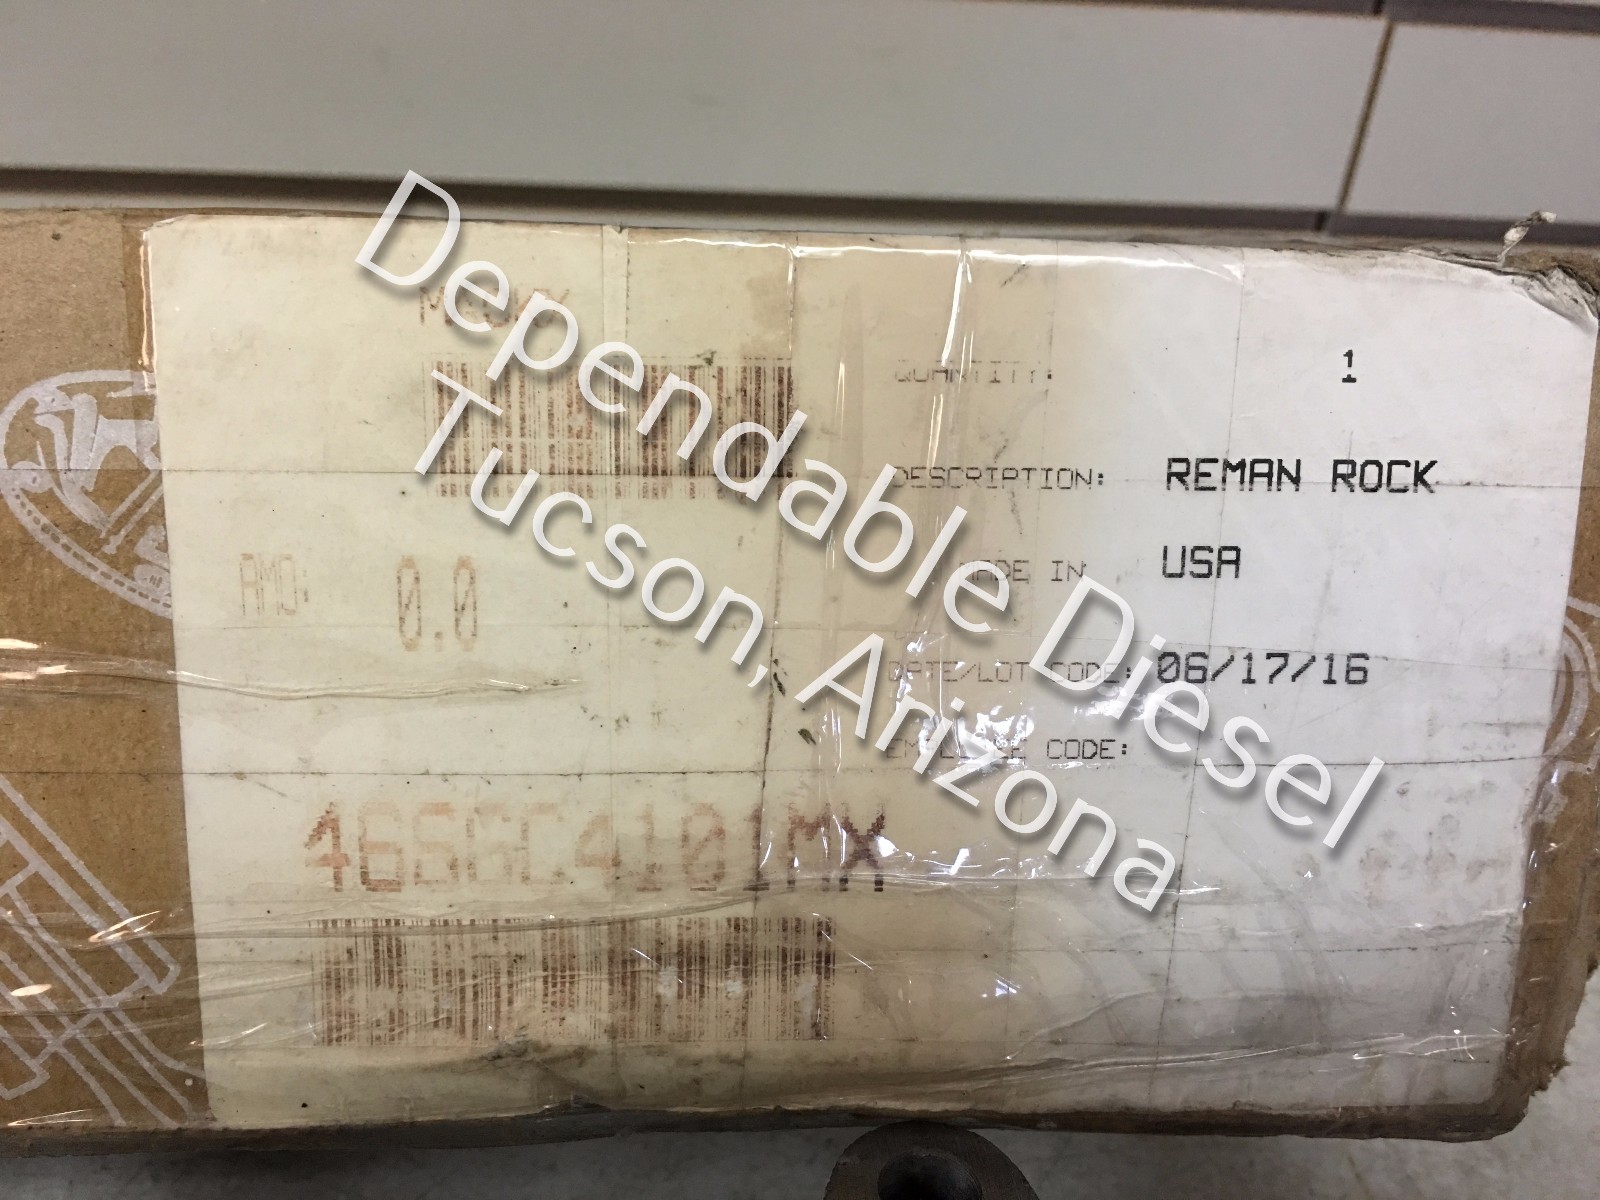 QUANTITY: 1
DESCRIPTION: REMAN ROCK
MADE IN: USA
AMO: 0.0
DATE/LOT CODE: 06/17/16
EMPLOYEE CODE:
Dependable Diesel
Tucson, Arizona